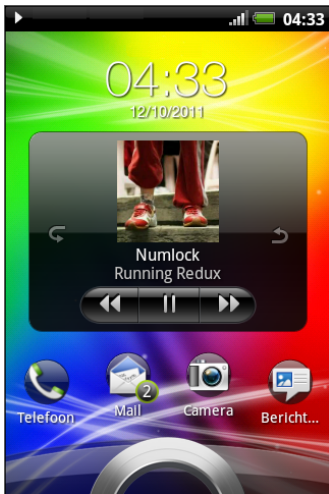 04:33
04:33
12/10/2011
Numlock
Running Redux
2
Telefoon
Mail
Camera
Bericht...